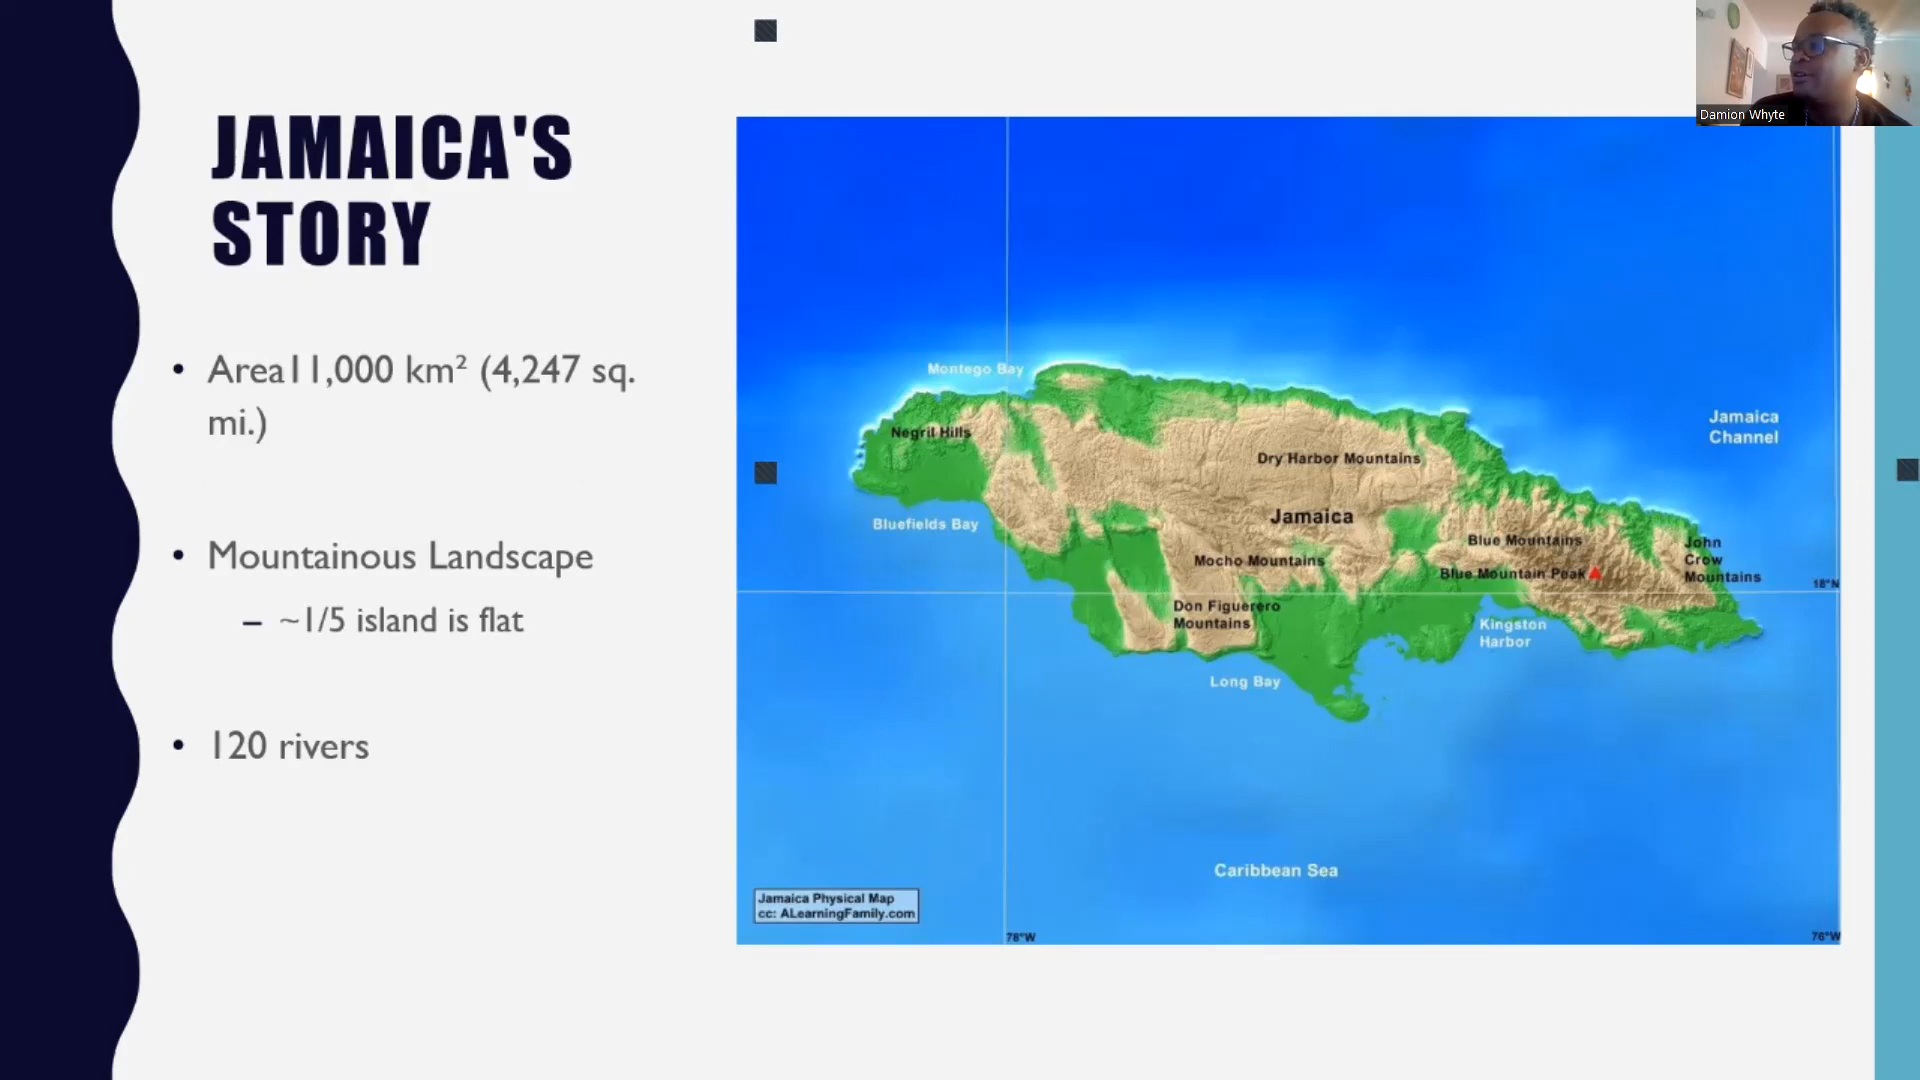 JAMAICA'S
STORY
• Area11,000 km² (4,247 sq.
mi.)
• Mountainous Landscape
– ~1/5 island is flat
• 120 rivers
Damion Whyte
Montego Bay
Jamaica
Channel
Negril Hills
Dry Harbor Mountains
Jamaica
Bluefields Bay
Blue Mountains
John
Crow
Mountains
Mocho Mountains
Blue Mountain Peak
18°N
Don Figuerero
Mountains
Kingston
Harbor
Long Bay
Caribbean Sea
Jamaica Physical Map
cc: ALearningFamily.com
78°W
76°W